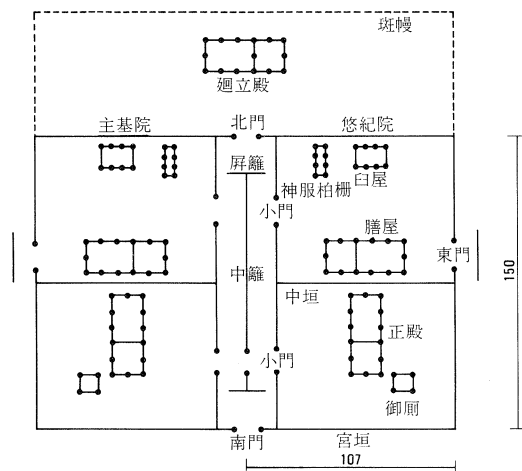 斑幔
廻立殿
主基院
北門
悠紀院
屏籬
神服柏棚
臼屋
小門
膳屋
東門
中籬
中垣
150
正殿
小門
御厠
南門
宮垣
107